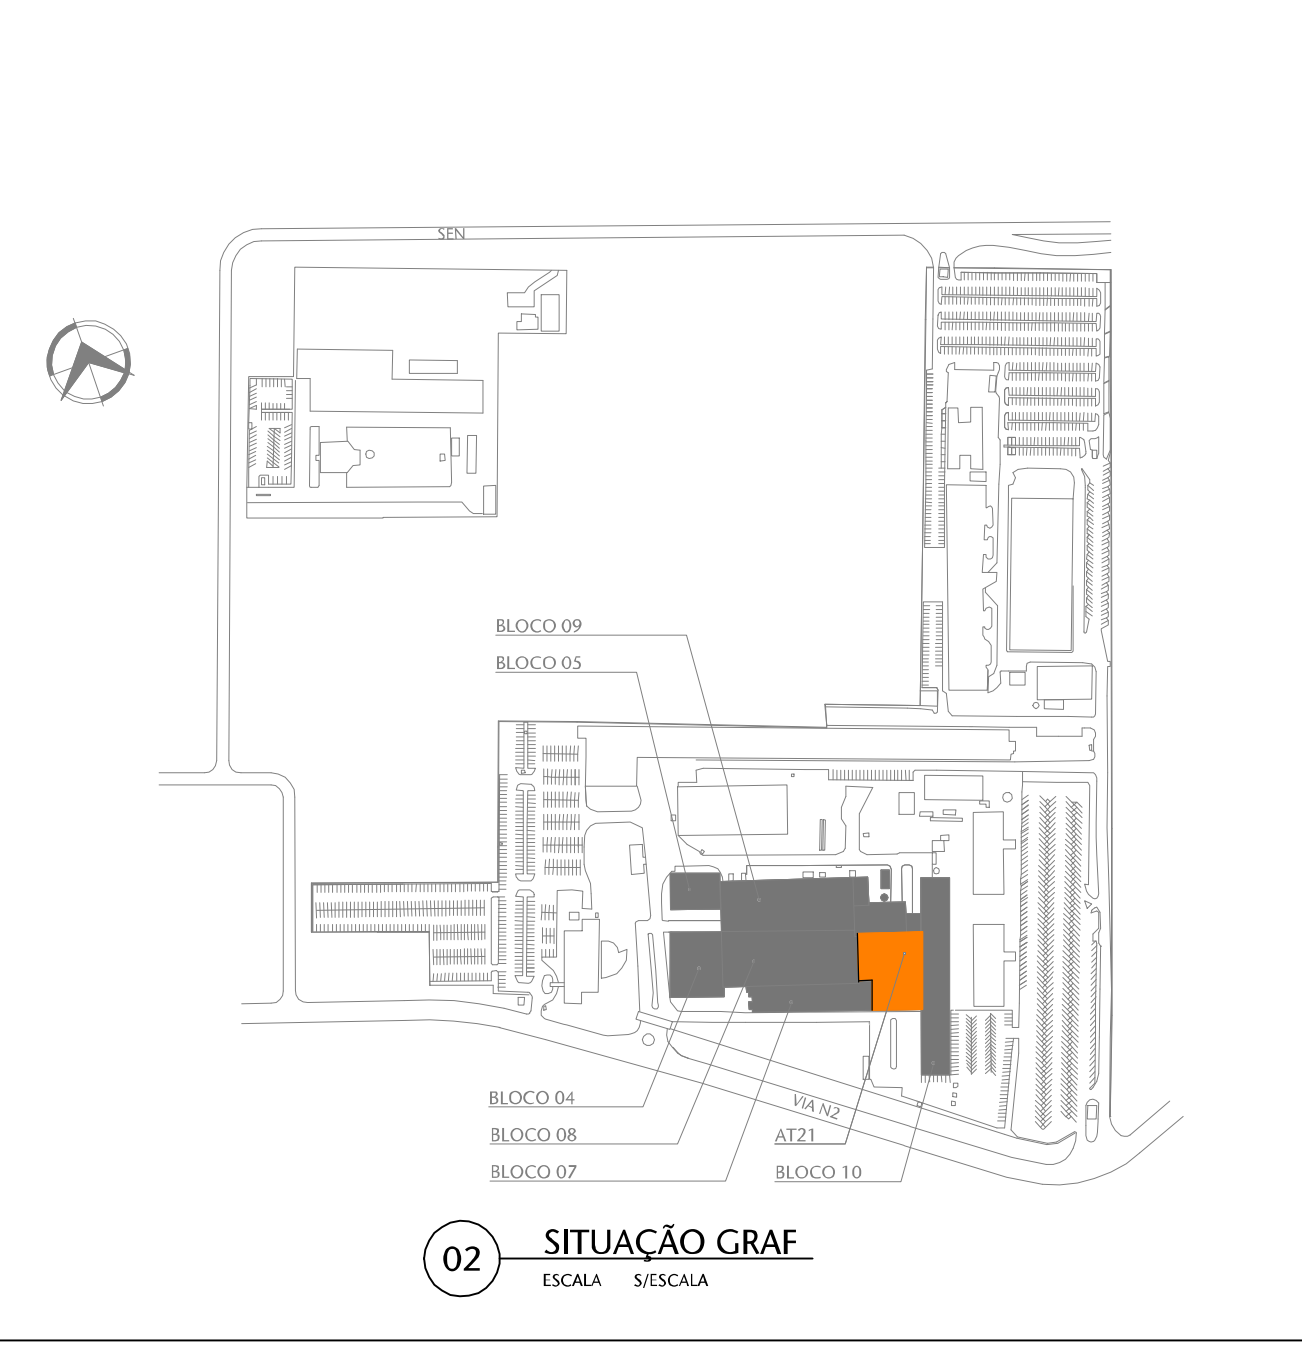 SEN
BLOCO 09
BLOCO 05
BLOCO 04
VIA N2
BLOCO 08
AT21
BLOCO 07
BLOCO 10
02
SITUAÇÃO GRAF
ESCALA S/ESCALA